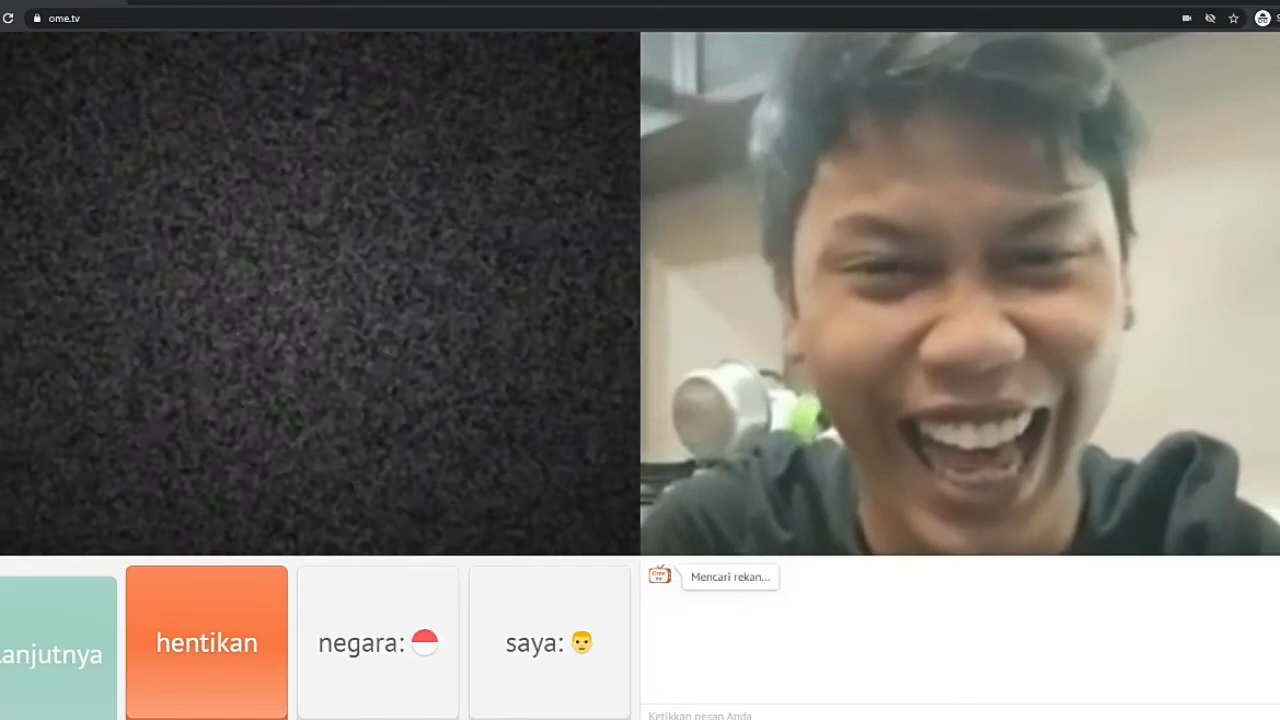 ome.tv
Mencari rekan...
anjutnya
hentikan
negara:
saya:
Ketikkan pesan Anda